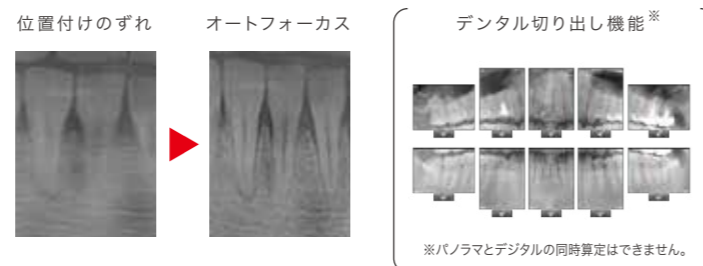 位置付けのずれ
オートフォーカス
デンタル切り出し機能※
※パノラマとデジタルの同時算定はできません。